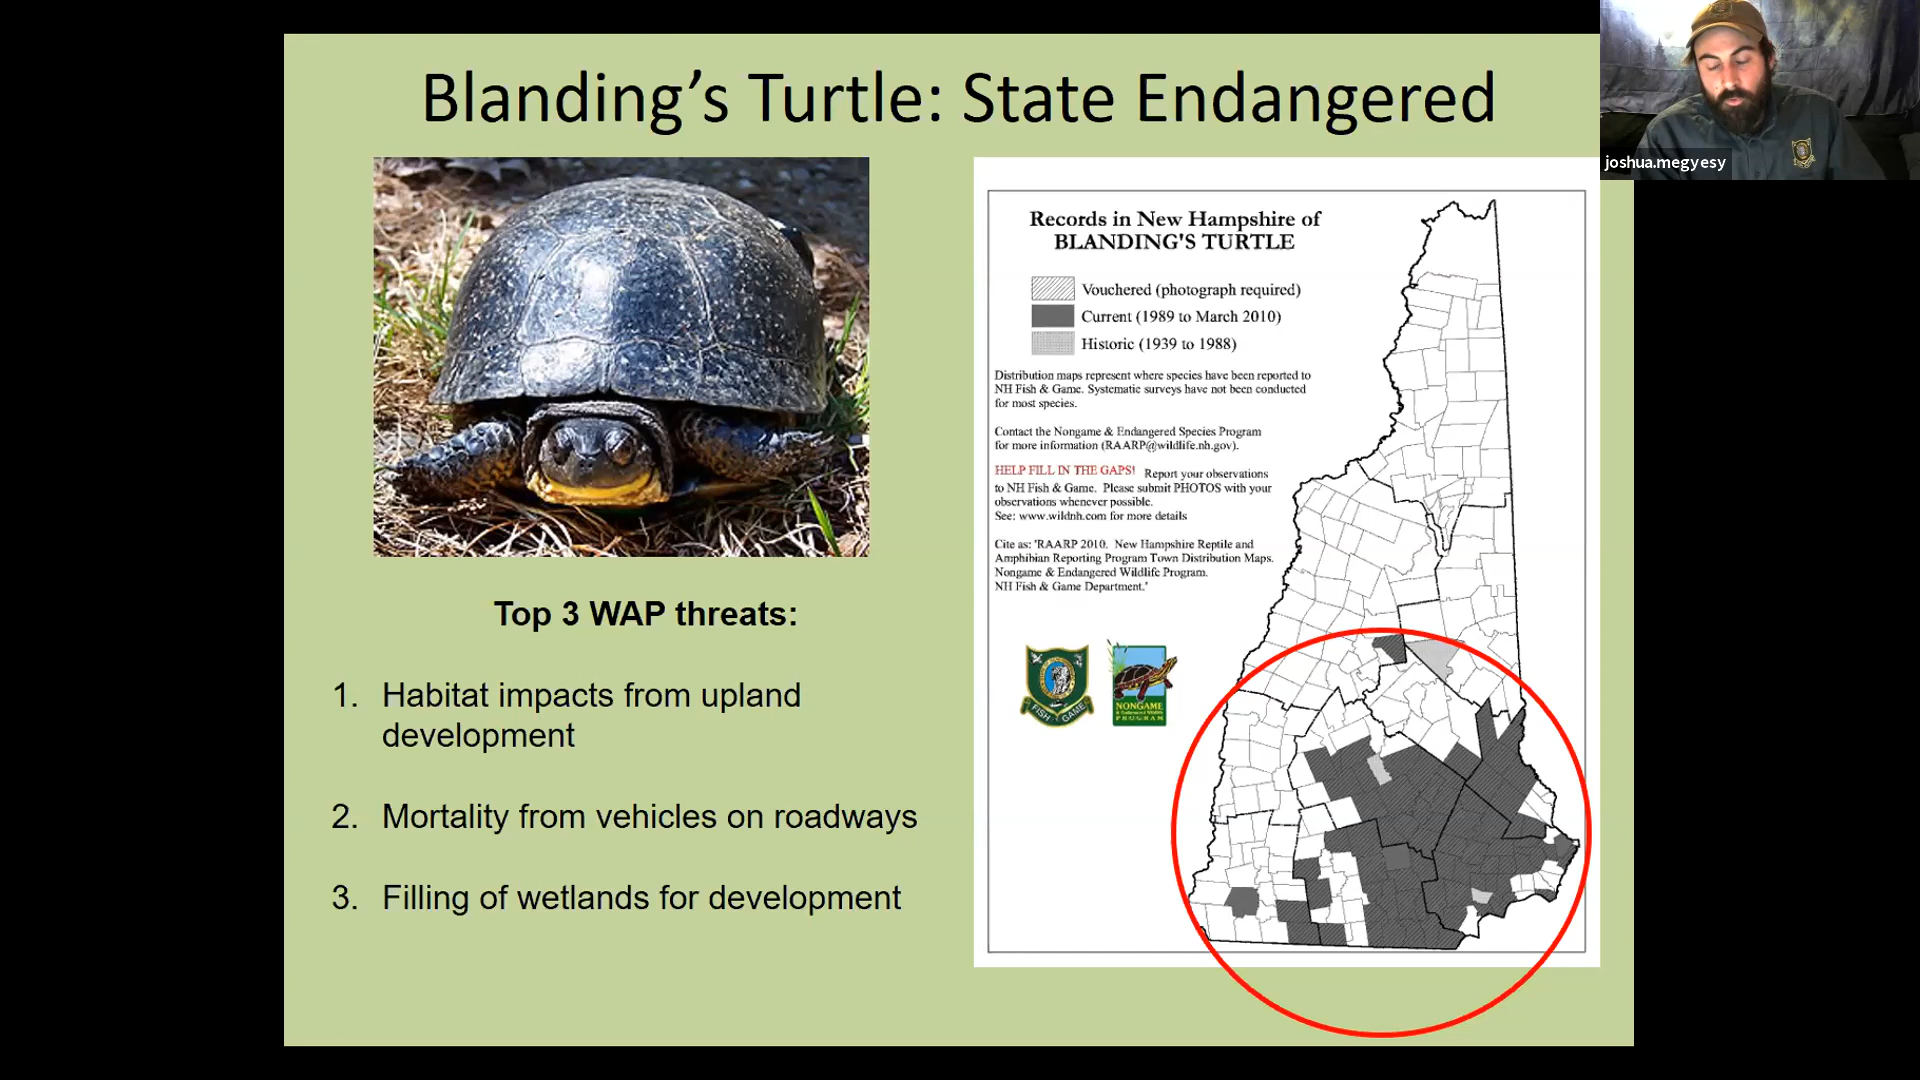 Blanding's Turtle: State Endangered
joshua.megyesy
Top 3 WAP threats:
1. Habitat impacts from upland
development
2. Mortality from vehicles on roadways
3. Filling of wetlands for development
Records in New Hampshire of
BLANDING'S TURTLE
Vouchered (photograph required)
Current (1989 to March 2010)
Historic (1939 to 1988)
Distribution maps represent where species have been reported to
NH Fish & Game. Systematic surveys have not been conducted
for most species.
Contact the Nongame & Endangered Species Program
for more information (RAARP@wildlife.nh.gov).
HELP FILL IN THE GAPS! Report your observations
to NH Fish & Game. Please submit PHOTOS with your
observations whenever possible.
See: www.wildnh.com for more details
Cite as: "RAARP 2010. New Hampshire Reptile and
Amphibian Reporting Program Town Distribution Maps.
Nongame & Endangered Wildlife Program.
NH Fish & Game Department."
FISH GAME
NONGAME
PROGRAM